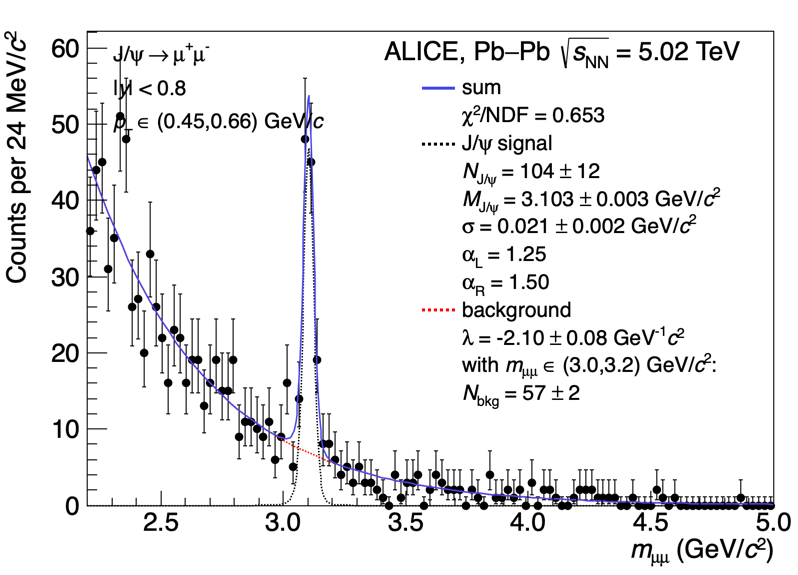 60
50
40
30
20
10
0
Counts per 24 MeV/c²
J/ψ → μ⁺μ⁻
|y| < 0.8
p_T ∈ (0.45,0.66) GeV/c
ALICE, Pb–Pb √s_NN = 5.02 TeV
sum
χ²/NDF = 0.653
J/ψ signal
N_J/ψ = 104 ± 12
M_J/ψ = 3.103 ± 0.003 GeV/c²
σ = 0.021 ± 0.002 GeV/c²
α_L = 1.25
α_R = 1.50
background
λ = -2.10 ± 0.08 GeV⁻¹c²
with m_μμ ∈ (3.0,3.2) GeV/c²:
N_bkg = 57 ± 2
2.5 3.0 3.5 4.0 4.5 5.0
m_μμ (GeV/c²)